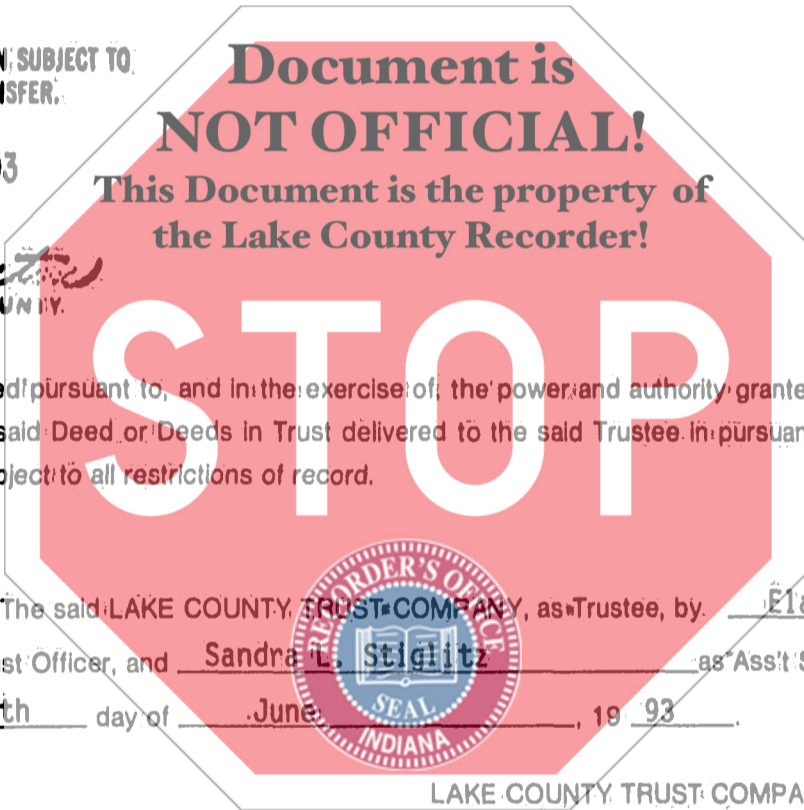 N SUBJECT TO
SFER.
Document is
NOT OFFICIAL!
This Document is the property of
the Lake County Recorder!
3
UNTY.
STOP
d pursuant to, and in the exercise of, the power and authority grante
said Deed or Deeds in Trust delivered to the said Trustee in pursuan
ject to all restrictions of record.
The said LAKE COUNTY TRUST COMPANY, as Trustee, by Ela
st Officer, and Sandra L. Stiglitz as Ass't S
th day of June, 19 93.
RECORDER'S OFFICE
SEAL
INDIANA
LAKE COUNTY TRUST COMPA